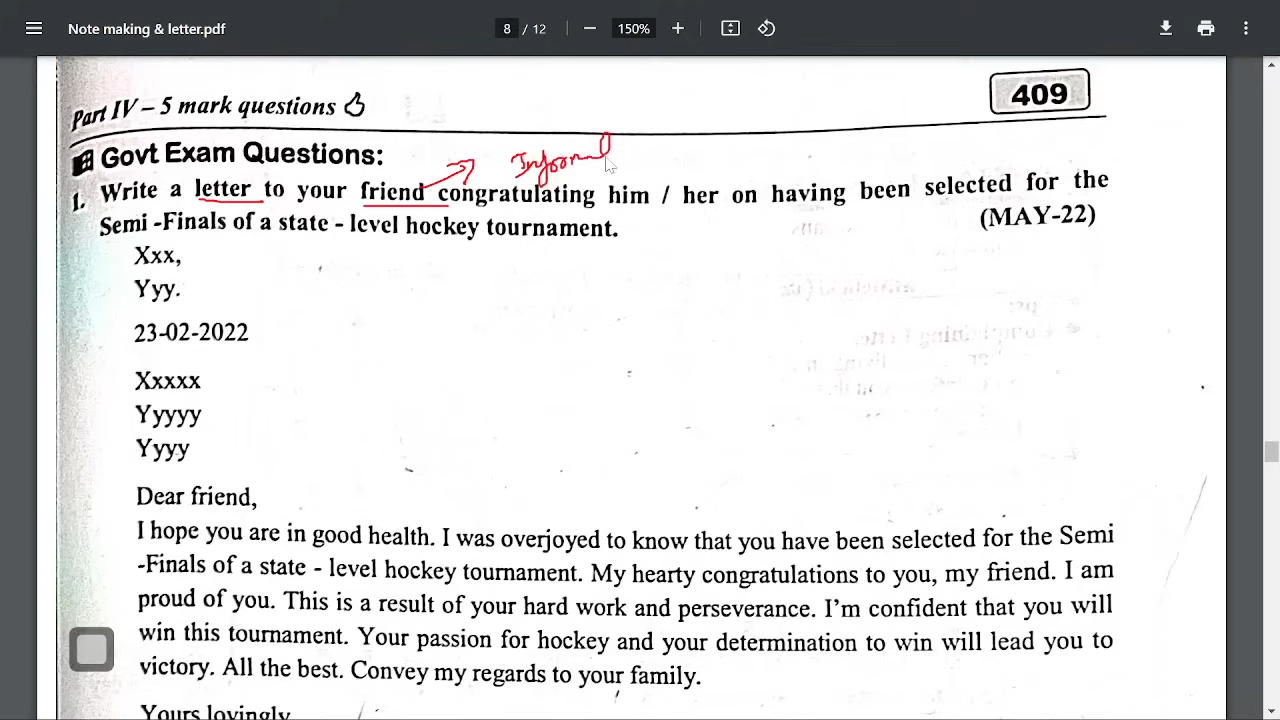 Note making & letter.pdf
8 / 12
150%
Part IV – 5 mark questions
409
Govt Exam Questions:
Informal
1. Write a letter to your friend congratulating him / her on having been selected for the
Semi -Finals of a state - level hockey tournament. (MAY-22)
Xxx,
Yyy.
23-02-2022
Xxxxx
Yyyyy
Yyyy
Dear friend,
I hope you are in good health. I was overjoyed to know that you have been selected for the Semi
-Finals of a state - level hockey tournament. My hearty congratulations to you, my friend. I am
proud of you. This is a result of your hard work and perseverance. I'm confident that you will
win this tournament. Your passion for hockey and your determination to win will lead you to
victory. All the best. Convey my regards to your family.
Yours lovingly